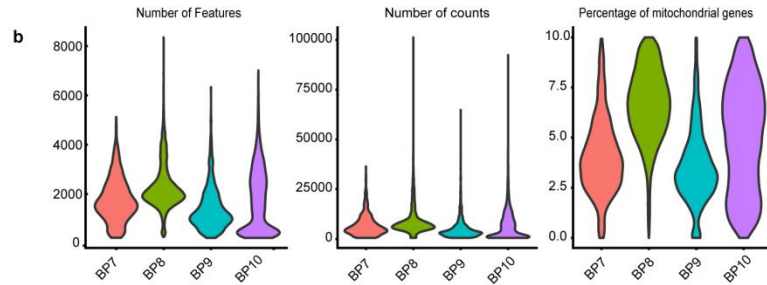 b
Number of Features
8000
6000
4000
2000
0
BP7 BP8 BP9 BP10
Number of counts
100000
75000
50000
25000
0
BP7 BP8 BP9 BP10
Percentage of mitochondrial genes
10.0
7.5
5.0
2.5
0.0
BP7 BP8 BP9 BP10